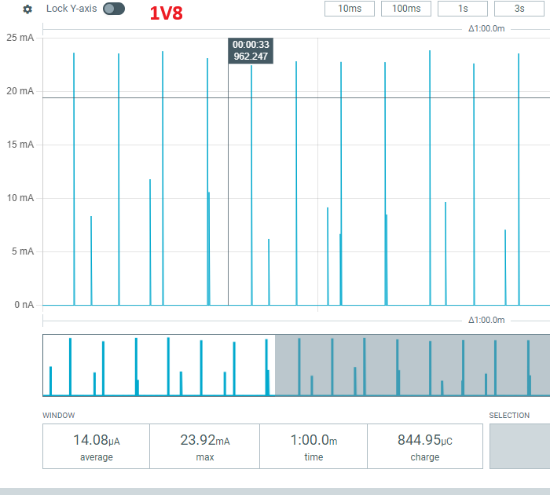 Lock Y-axis 1V8 10ms 100ms 1s 3s
Δ1:00.0m
25 mA
00:00:33
962.247
20 mA
15 mA
10 mA
5 mA
0 nA
Δ1:00.0m
WINDOW SELECTION
14.08µA 23.92mA 1:00.0m 844.95µC
average max time charge